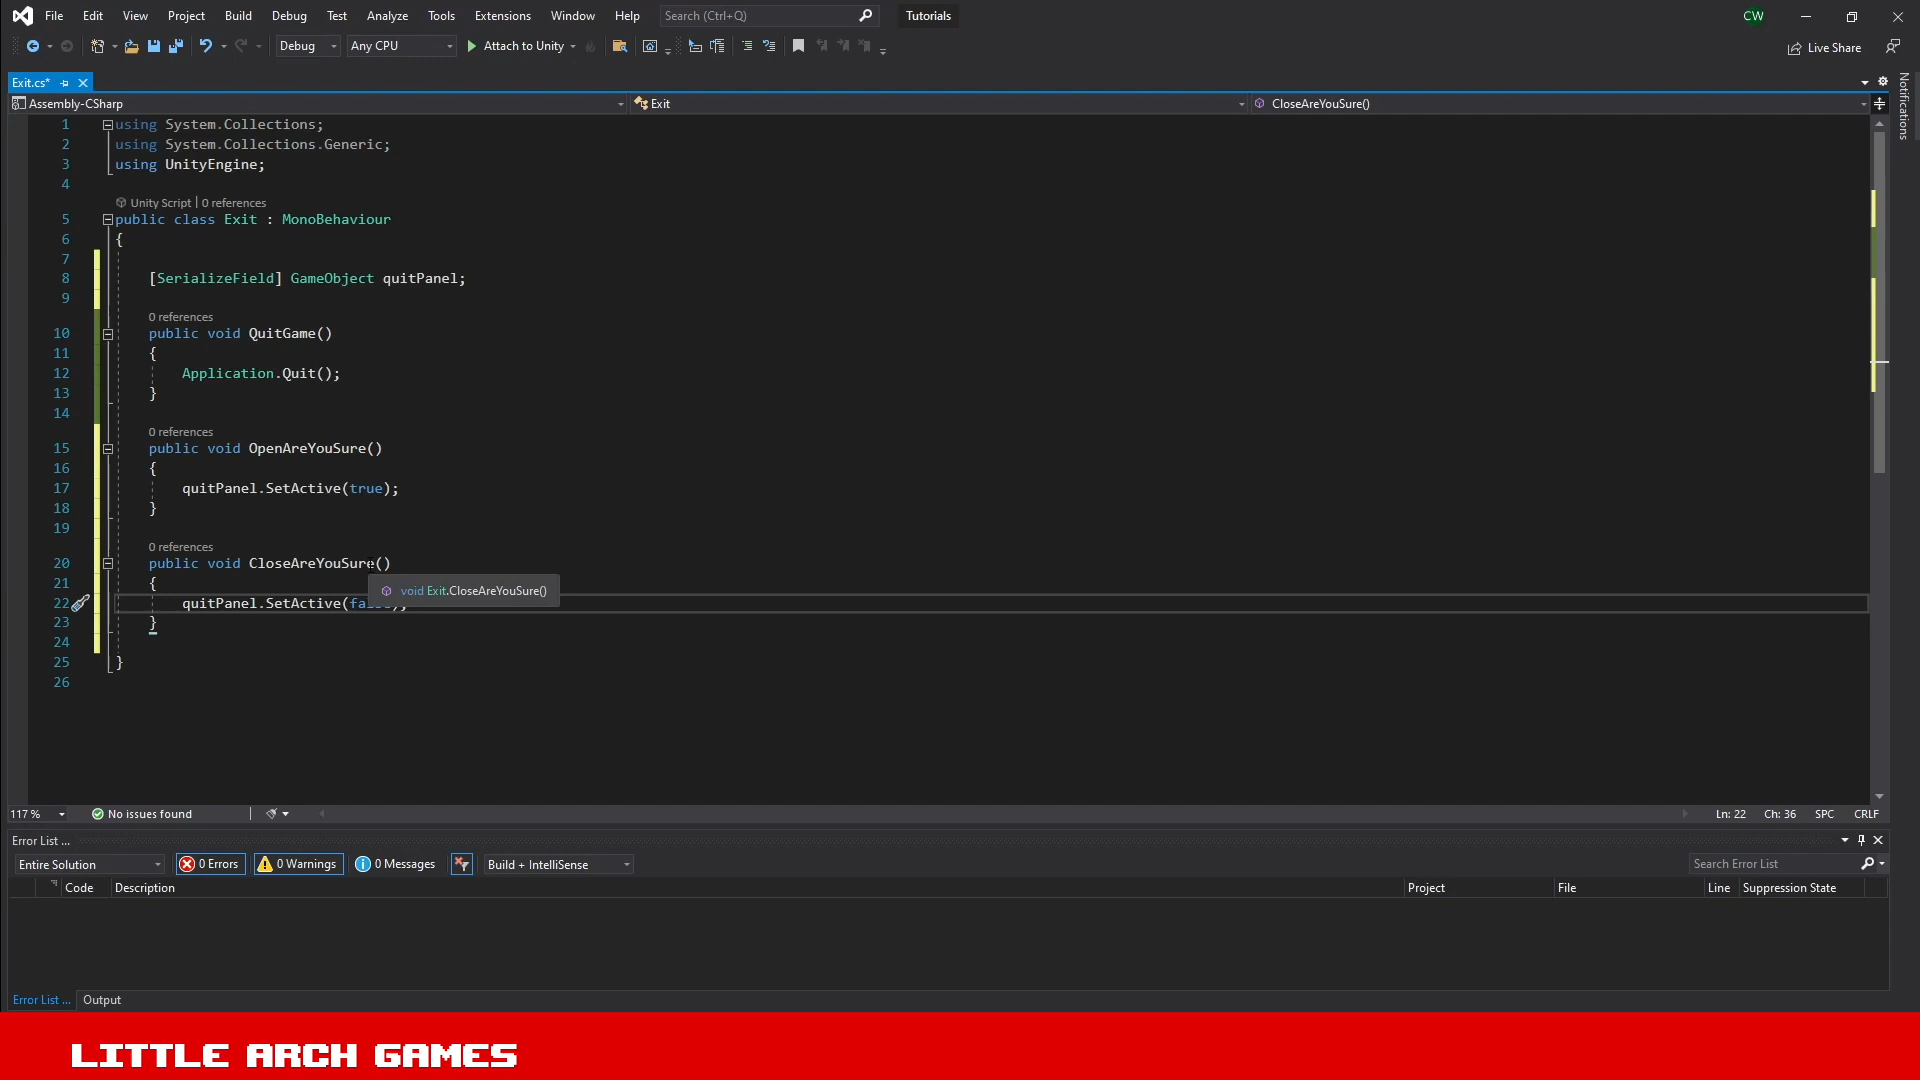 File Edit View Project Build Debug Test Analyze Tools Extensions Window Help Search (Ctrl+Q) Tutorials CW
Debug Any CPU Attach to Unity Live Share
Exit.cs*
Assembly-CSharp Exit CloseAreYouSure()
Notifications
1 using System.Collections;
2 using System.Collections.Generic;
3 using UnityEngine;
4
Unity Script | 0 references
5 public class Exit : MonoBehaviour
6 {
7
8 [SerializeField] GameObject quitPanel;
9
0 references
10 public void QuitGame()
11 {
12 Application.Quit();
13 }
14
0 references
15 public void OpenAreYouSure()
16 {
17 quitPanel.SetActive(true);
18 }
19
0 references
20 public void CloseAreYouSure()
21 {
void Exit.CloseAreYouSure()
22 quitPanel.SetActive(false);
23 }
24
25 }
26
117 % No issues found Ln: 22 Ch: 36 SPC CRLF
Error List ...
Entire Solution 0 Errors 0 Warnings 0 Messages Build + IntelliSense Search Error List
Code Description Project File Line Suppression State
Error List ... Output
LITTLE ARCH GAMES